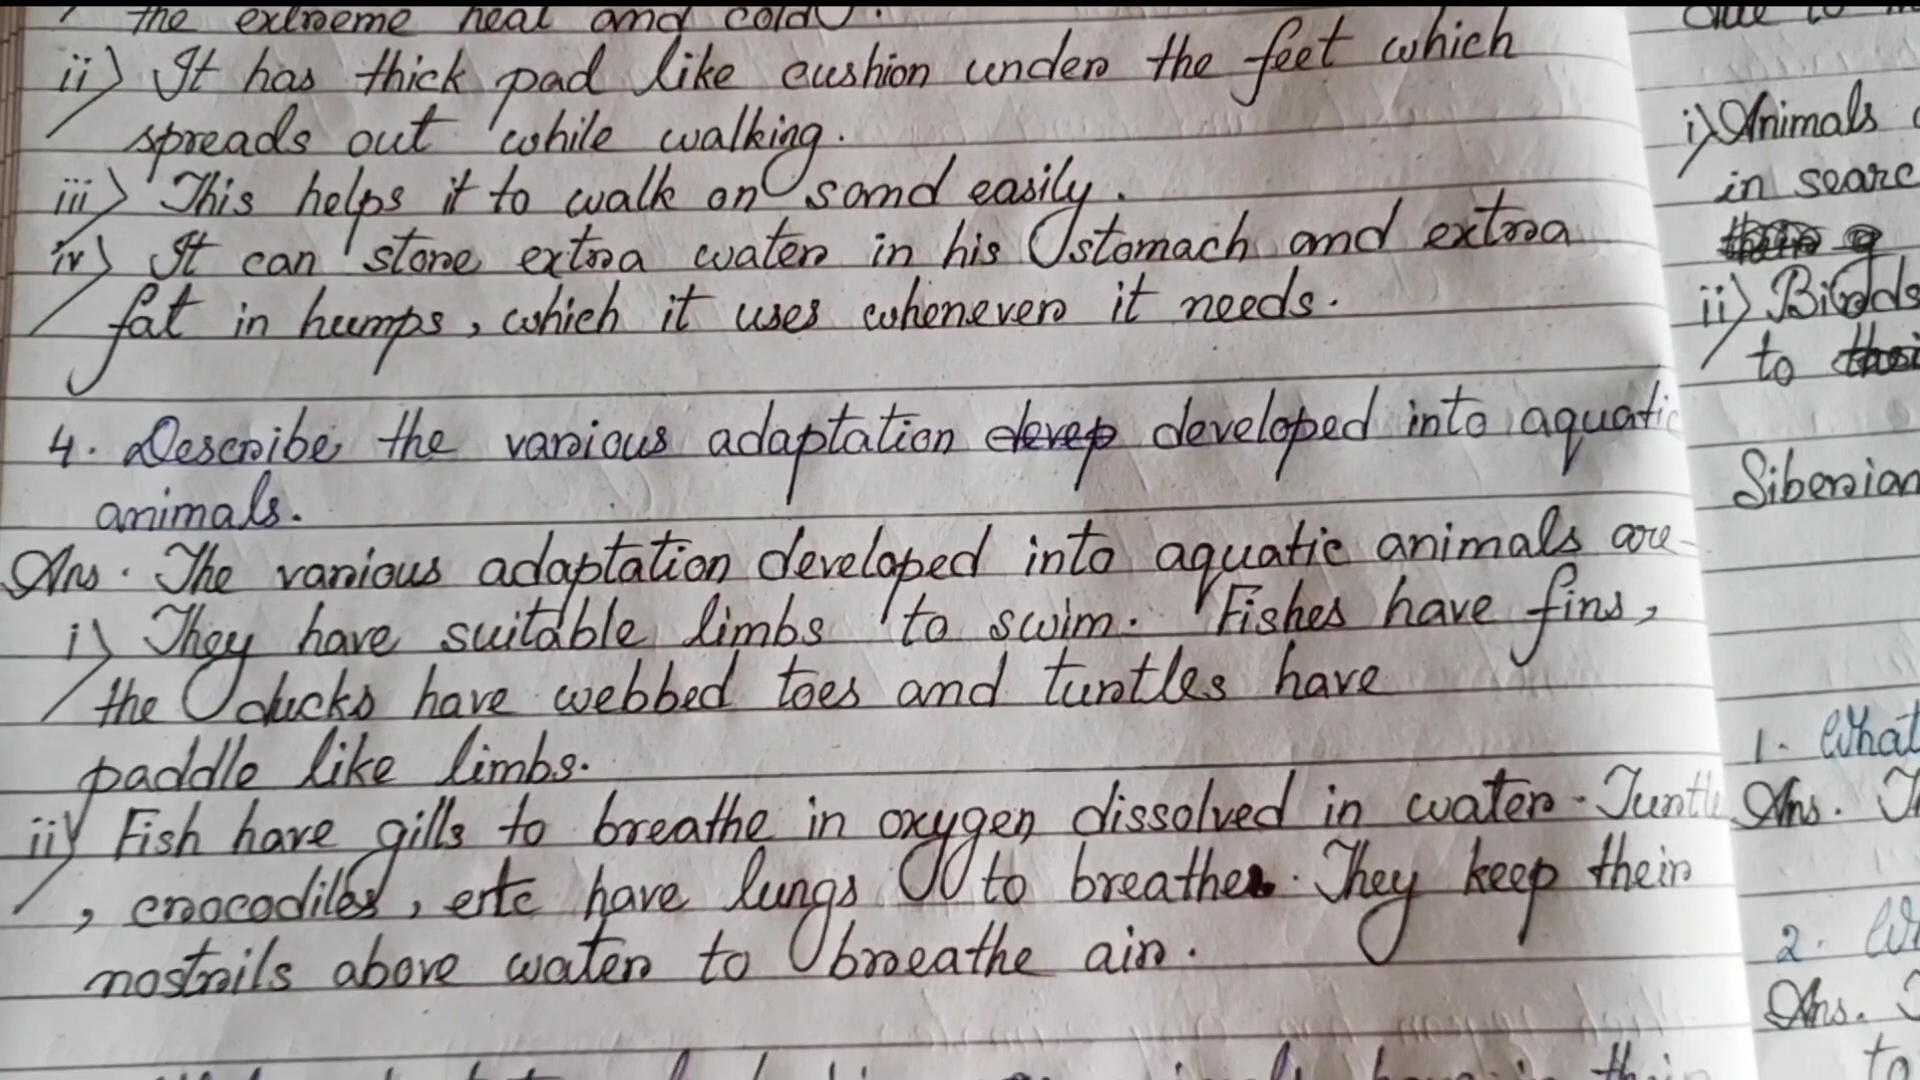 the extreme heat and cold.
ii) It has thick pad like cushion under the feet which
spreads out while walking.
iii) This helps it to walk on sand easily.
iv) It can store extra water in his stomach and extra
fat in humps, which it uses whenever it needs.
4. Describe the various adaptation devep developed into aquatic
animals.
Ans. The various adaptation developed into aquatic animals are-
i) They have suitable limbs to swim. Fishes have fins,
the ducks have webbed toes and turtles have
paddle like limbs.
ii) Fish have gills to breathe in oxygen dissolved in water. Turtle
, crocodiles, etc have lungs to breathe. They keep their
nostrils above water to breathe air.
i) Animals
in searc
ii) Birds
to
Siberian
1. What
Ans.
2.
Ans.
to